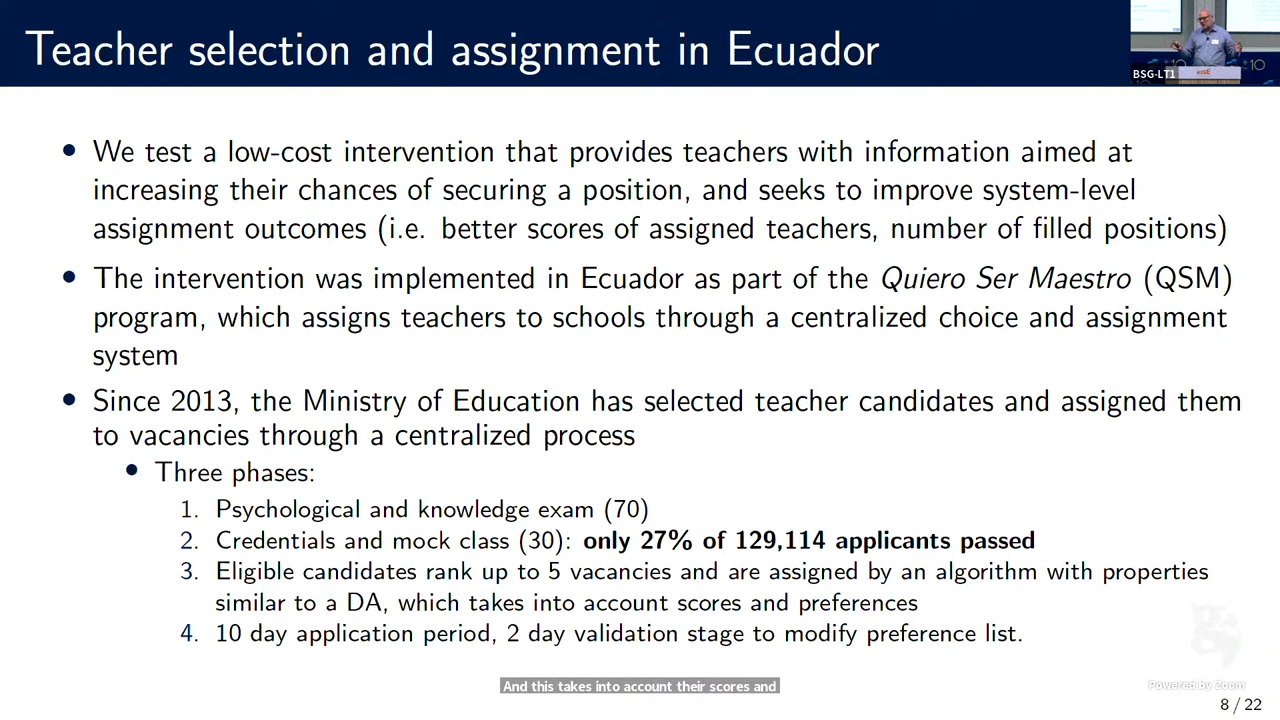 Teacher selection and assignment in Ecuador
BSG-LT1
• We test a low-cost intervention that provides teachers with information aimed at
increasing their chances of securing a position, and seeks to improve system-level
assignment outcomes (i.e. better scores of assigned teachers, number of filled positions)
• The intervention was implemented in Ecuador as part of the Quiero Ser Maestro (QSM)
program, which assigns teachers to schools through a centralized choice and assignment
system
• Since 2013, the Ministry of Education has selected teacher candidates and assigned them
to vacancies through a centralized process
• Three phases:
1. Psychological and knowledge exam (70)
2. Credentials and mock class (30): only 27% of 129,114 applicants passed
3. Eligible candidates rank up to 5 vacancies and are assigned by an algorithm with properties
similar to a DA, which takes into account scores and preferences
4. 10 day application period, 2 day validation stage to modify preference list.
And this takes into account their scores and
Powered by Zoom
8 / 22